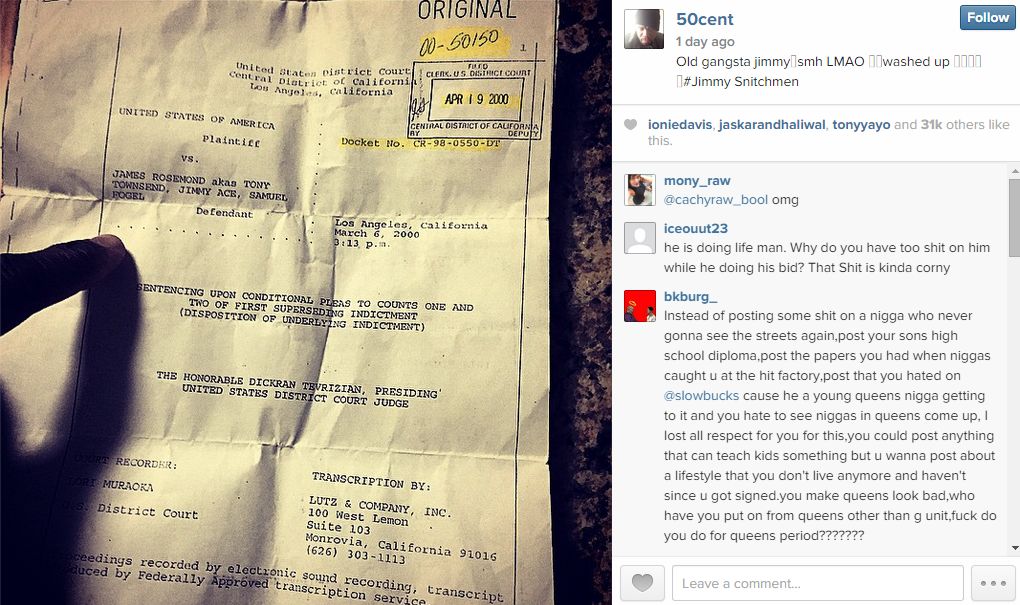 ORIGINAL
00-50150
1
United States District Court
Central District of California
Los Angeles, California
FILED
CLERK, U.S. DISTRICT COURT
APR 19 2000
CENTRAL DISTRICT OF CALIFORNIA
BY DEPUTY
UNITED STATES OF AMERICA
Plaintiff
vs.
Docket No. CR-98-0550-DT
JAMES ROSEMOND akas TONY
TOWNSEND, JIMMY ACE, SAMUEL
FOGEL
Defendant
Los Angeles, California
March 6, 2000
3:13 p.m.
SENTENCING UPON CONDITIONAL PLEAS TO COUNTS ONE AND
TWO OF FIRST SUPERSEDING INDICTMENT
(DISPOSITION OF UNDERLYING INDICTMENT)
THE HONORABLE DICKRAN TEVRIZIAN, PRESIDING
UNITED STATES DISTRICT COURT JUDGE
COURT RECORDER:
LORI MURAOKA
S. District Court
TRANSCRIPTION BY:
LUTZ & COMPANY, INC.
100 West Lemon
Suite 103
Monrovia, California 91016
(626) 303-1113
recorded by electronic sound recording, transcript
by Federally Approved transcription service
50cent
Follow
1 day ago
Old gangsta jimmy smh LMAO washed up
#Jimmy Snitchmen
ioniedavis, jaskarandhaliwal, tonyyayo and 31k others like
this.
mony_raw
@cachyraw_bool omg
iceouut23
he is doing life man. Why do you have too shit on him
while he doing his bid? That Shit is kinda corny
bkburg_
Instead of posting some shit on a nigga who never
gonna see the streets again,post your sons high
school diploma,post the papers you had when niggas
caught u at the hit factory,post that you hated on
@slowbucks cause he a young queens nigga getting
to it and you hate to see niggas in queens come up, I
lost all respect for you for this,you could post anything
that can teach kids something but u wanna post about
a lifestyle that you don't live anymore and haven't
since u got signed.you make queens look bad,who
have you put on from queens other than g unit,fuck do
you do for queens period???????
Leave a comment...